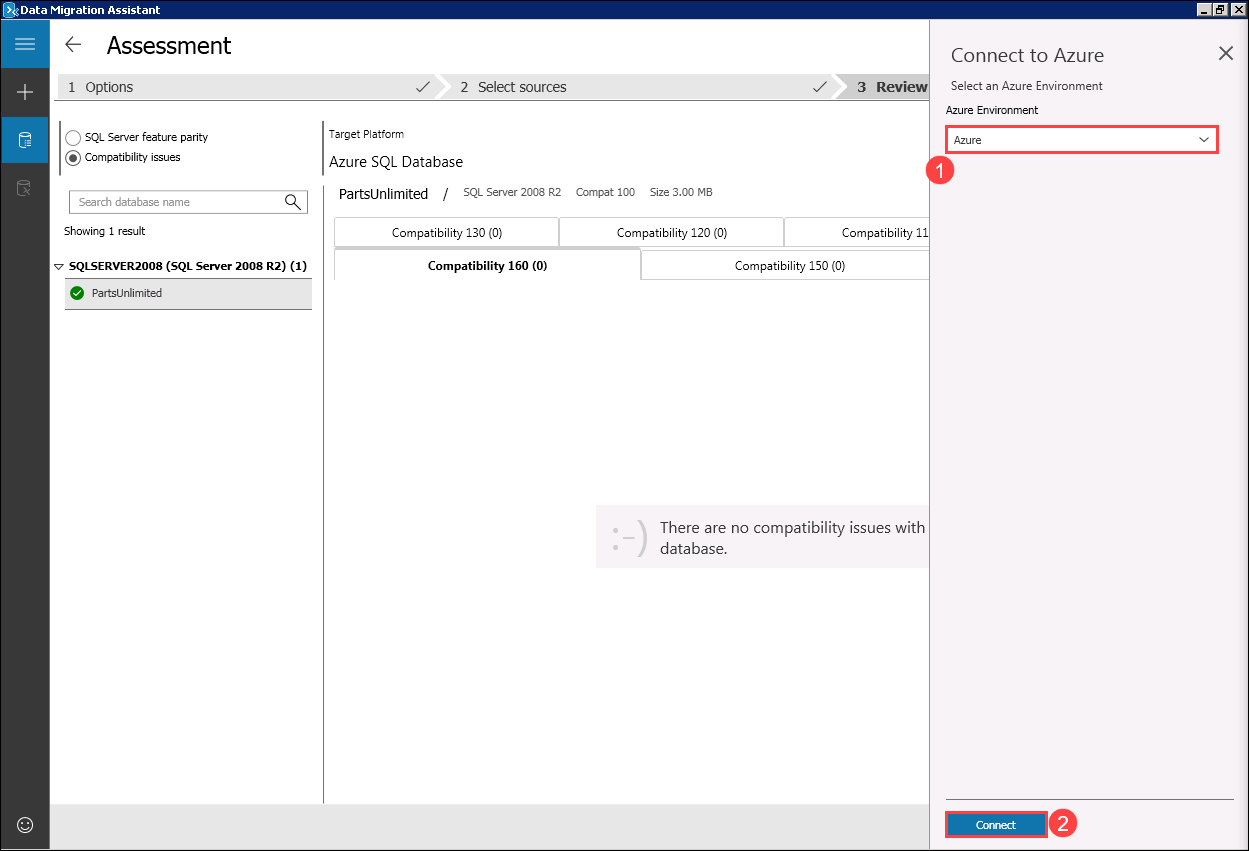 Data Migration Assistant
Assessment
1 Options
2 Select sources
3 Review
SQL Server feature parity
Compatibility issues
Search database name
Showing 1 result
SQLSERVER2008 (SQL Server 2008 R2) (1)
PartsUnlimited
Target Platform
Azure SQL Database
PartsUnlimited / SQL Server 2008 R2 Compat 100 Size 3.00 MB
Compatibility 130 (0) Compatibility 120 (0) Compatibility 11
Compatibility 160 (0) Compatibility 150 (0)
:-) There are no compatibility issues with
database.
Connect to Azure
Select an Azure Environment
Azure Environment
Azure
1
Connect 2